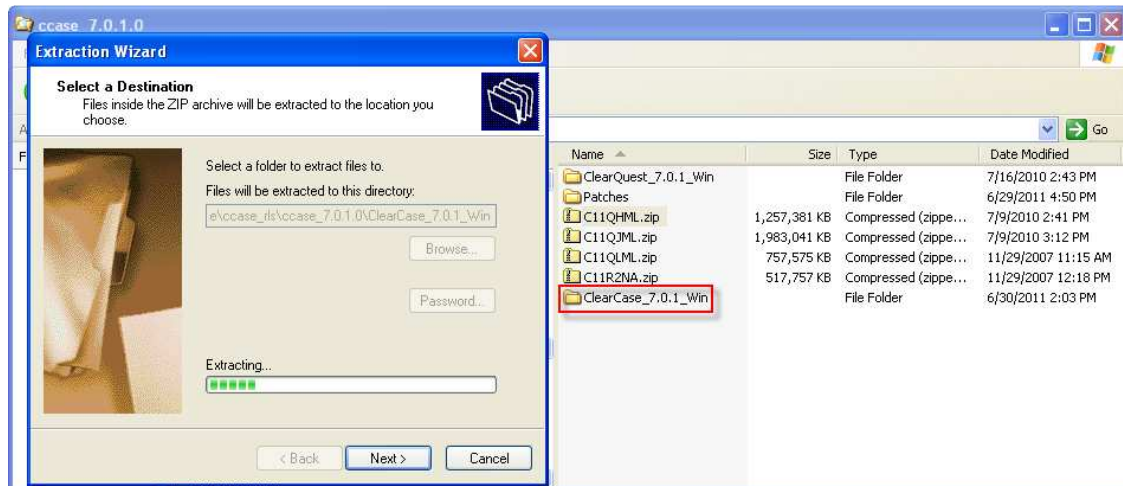 ccase_7.0.1.0
Extraction Wizard
Select a Destination
Files inside the ZIP archive will be extracted to the location you
choose.
Select a folder to extract files to.
Files will be extracted to this directory:
e\ccase_rls\ccase_7.0.1.0\ClearCase_7.0.1_Win
Browse...
Password...
Extracting...
< Back Next > Cancel
Go
Name Size Type Date Modified
ClearQuest_7.0.1_Win File Folder 7/16/2010 2:43 PM
Patches File Folder 6/29/2011 4:50 PM
C11QHML.zip 1,257,381 KB Compressed (zippe... 7/9/2010 2:41 PM
C11QJML.zip 1,983,041 KB Compressed (zippe... 7/9/2010 3:12 PM
C11QLML.zip 757,575 KB Compressed (zippe... 11/29/2007 11:15 AM
C11R2NA.zip 517,757 KB Compressed (zippe... 11/29/2007 12:18 PM
ClearCase_7.0.1_Win File Folder 6/30/2011 2:03 PM